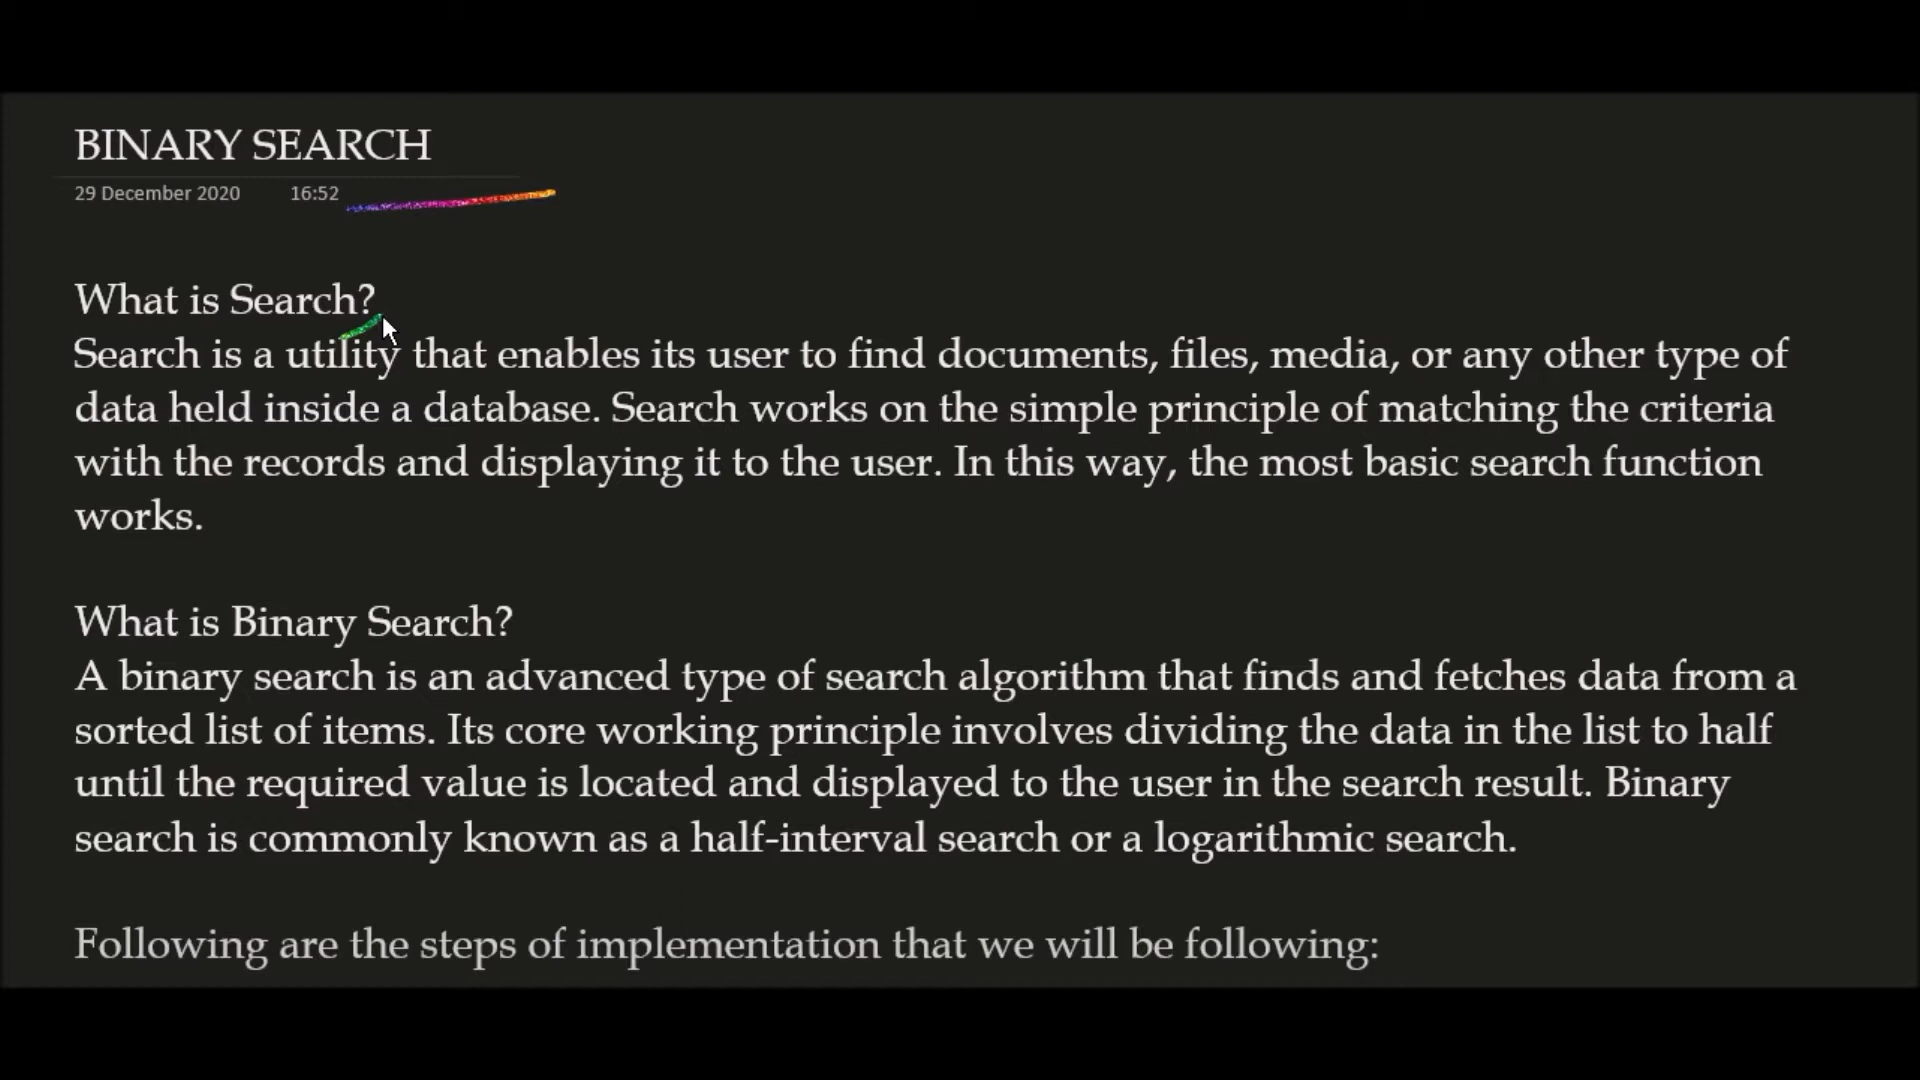 BINARY SEARCH
29 December 2020 16:52
What is Search?
Search is a utility that enables its user to find documents, files, media, or any other type of
data held inside a database. Search works on the simple principle of matching the criteria
with the records and displaying it to the user. In this way, the most basic search function
works.
What is Binary Search?
A binary search is an advanced type of search algorithm that finds and fetches data from a
sorted list of items. Its core working principle involves dividing the data in the list to half
until the required value is located and displayed to the user in the search result. Binary
search is commonly known as a half-interval search or a logarithmic search.
Following are the steps of implementation that we will be following: